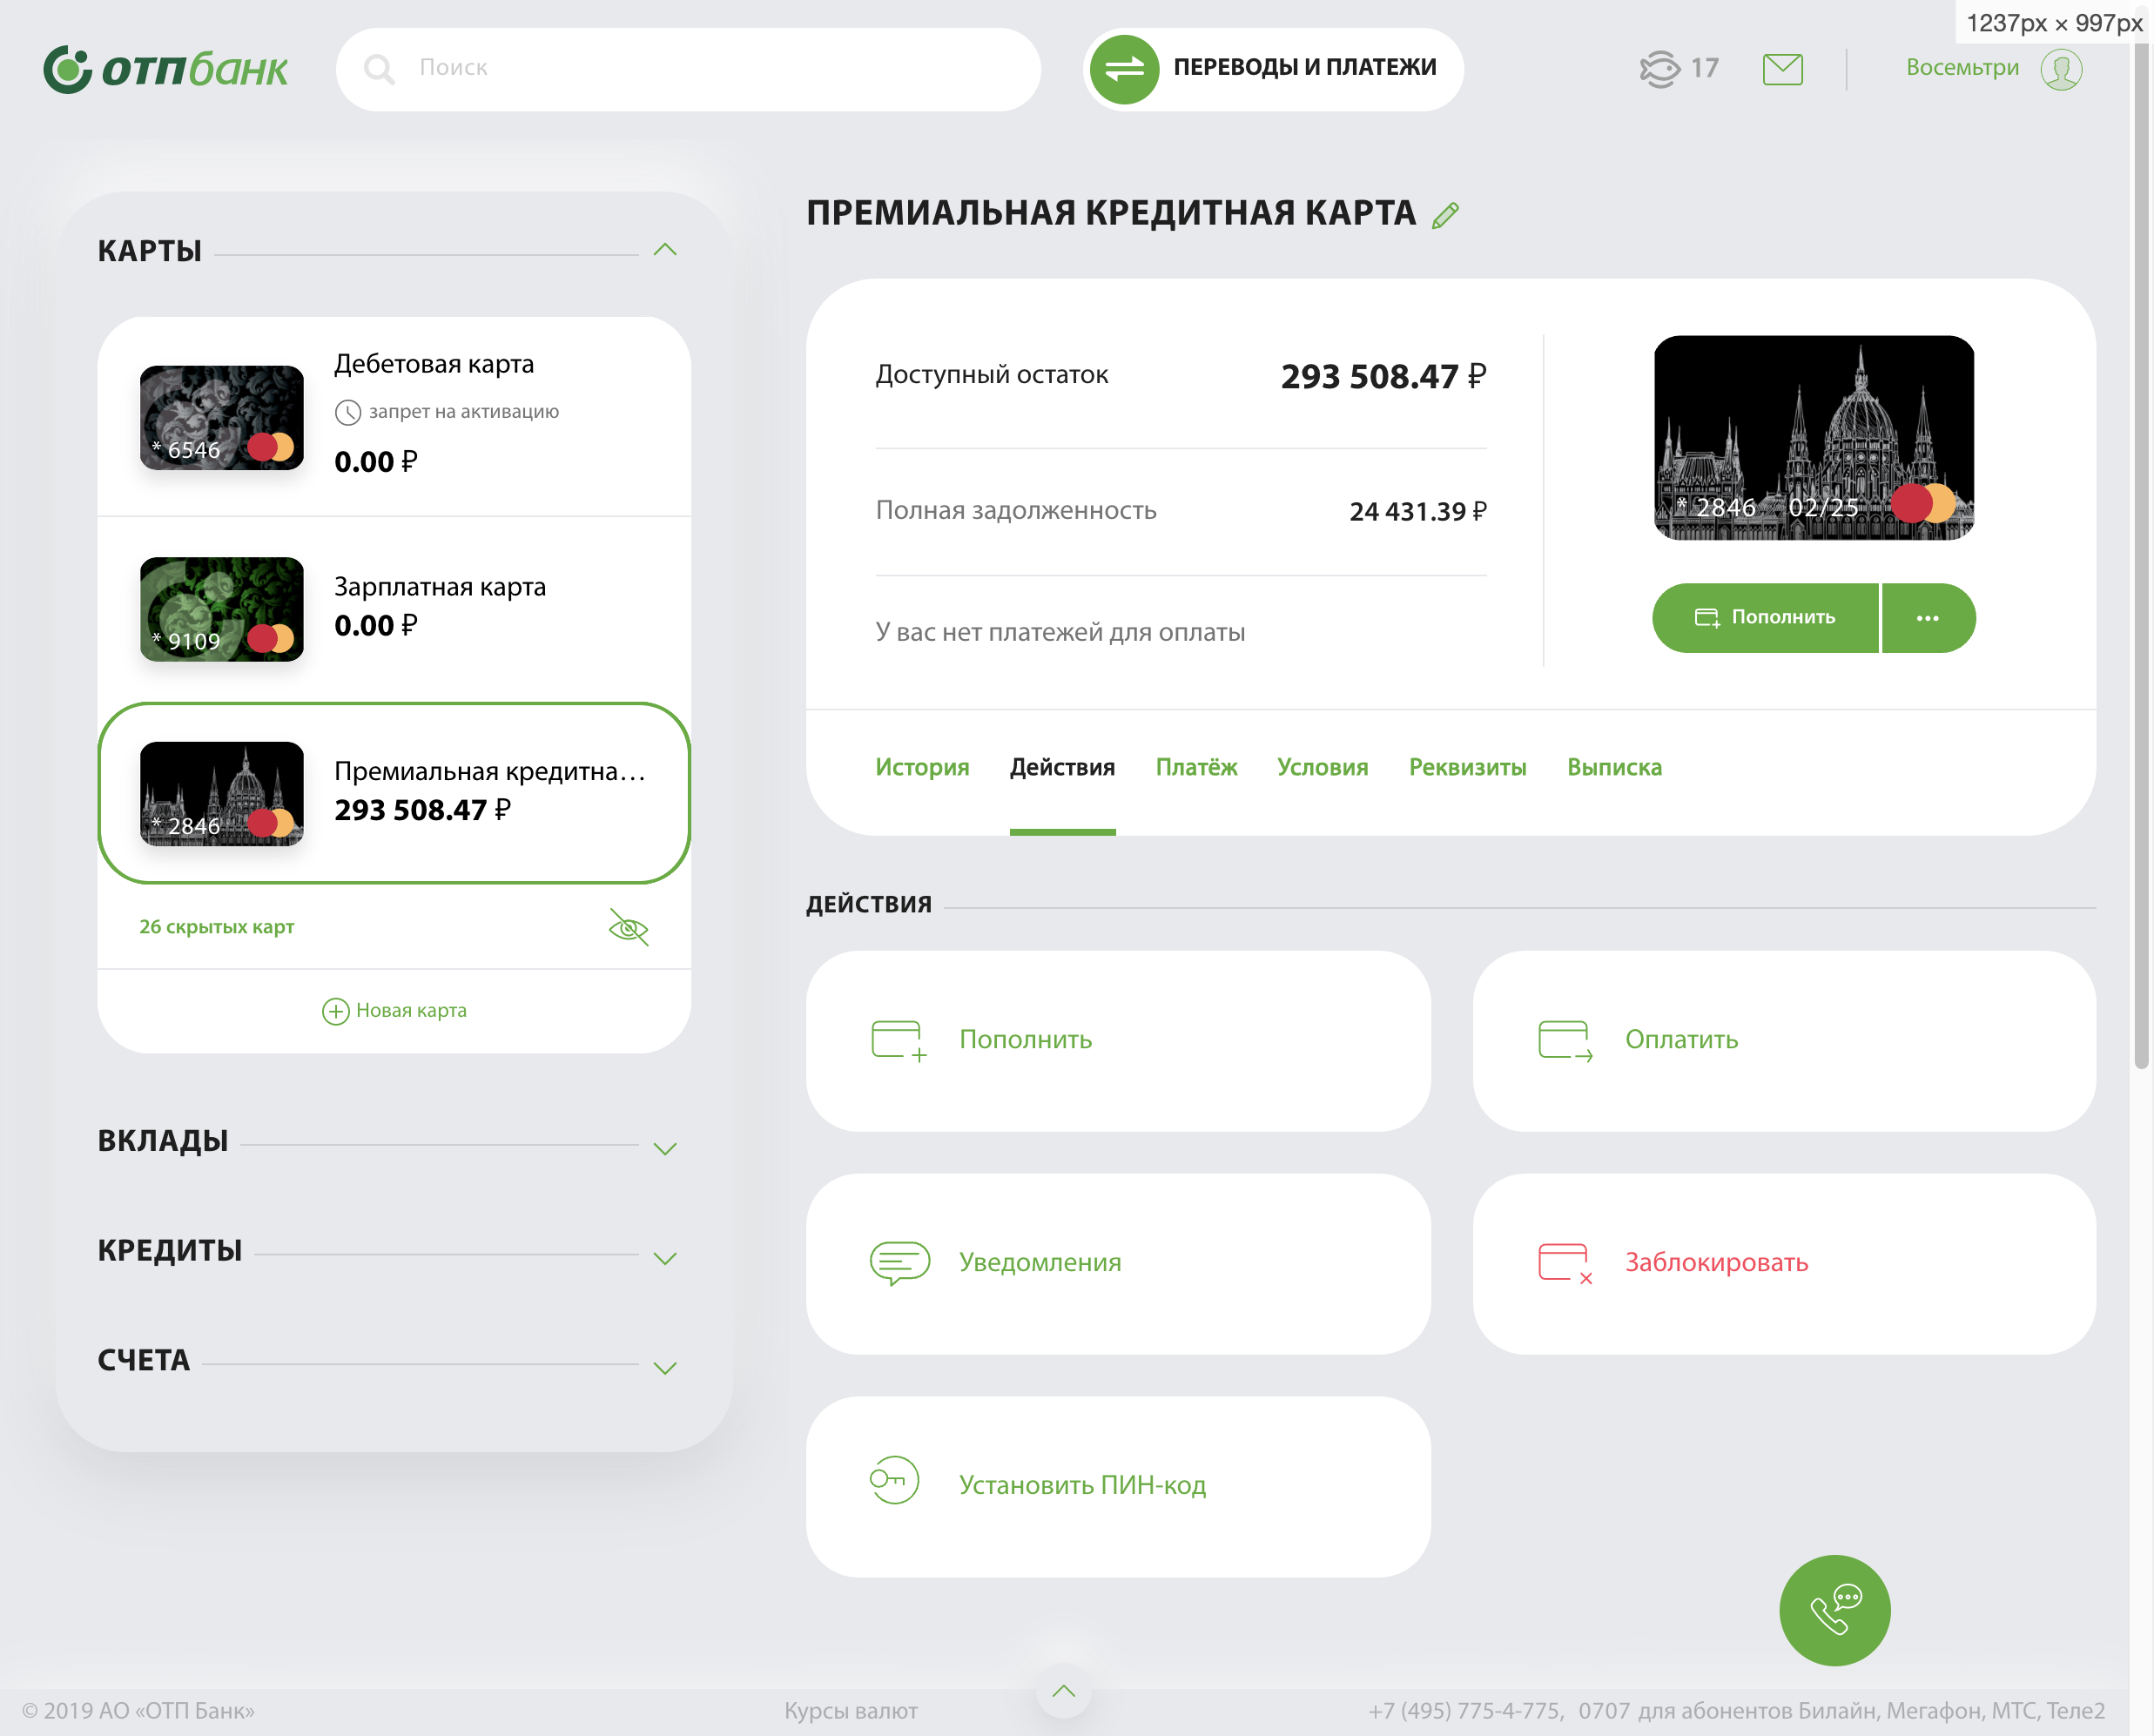 1237px × 997px
ОТПбанк
Поиск
ПЕРЕВОДЫ И ПЛАТЕЖИ
17
Восемьтри
КАРТЫ
Дебетовая карта
запрет на активацию
* 6546
0.00 ₽
Зарплатная карта
0.00 ₽
* 9109
Премиальная кредитна...
293 508.47 ₽
* 2846
26 скрытых карт
Новая карта
ВКЛАДЫ
КРЕДИТЫ
СЧЕТА
ПРЕМИАЛЬНАЯ КРЕДИТНАЯ КАРТА
Доступный остаток 293 508.47 ₽
Полная задолженность 24 431.39 ₽
У вас нет платежей для оплаты
* 2846 02/25
Пополнить
История Действия Платёж Условия Реквизиты Выписка
ДЕЙСТВИЯ
Пополнить
Оплатить
Уведомления
Заблокировать
Установить ПИН-код
© 2019 АО «ОТП Банк» Курсы валют +7 (495) 775-4-775, 0707 для абонентов Билайн, Мегафон, МТС, Теле2